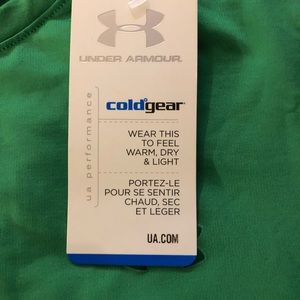 UNDER ARMOUR
ua performance
coldgear
WEAR THIS
TO FEEL
WARM, DRY
& LIGHT
PORTEZ-LE
POUR SE SENTIR
CHAUD, SEC
ET LEGER
UA.COM